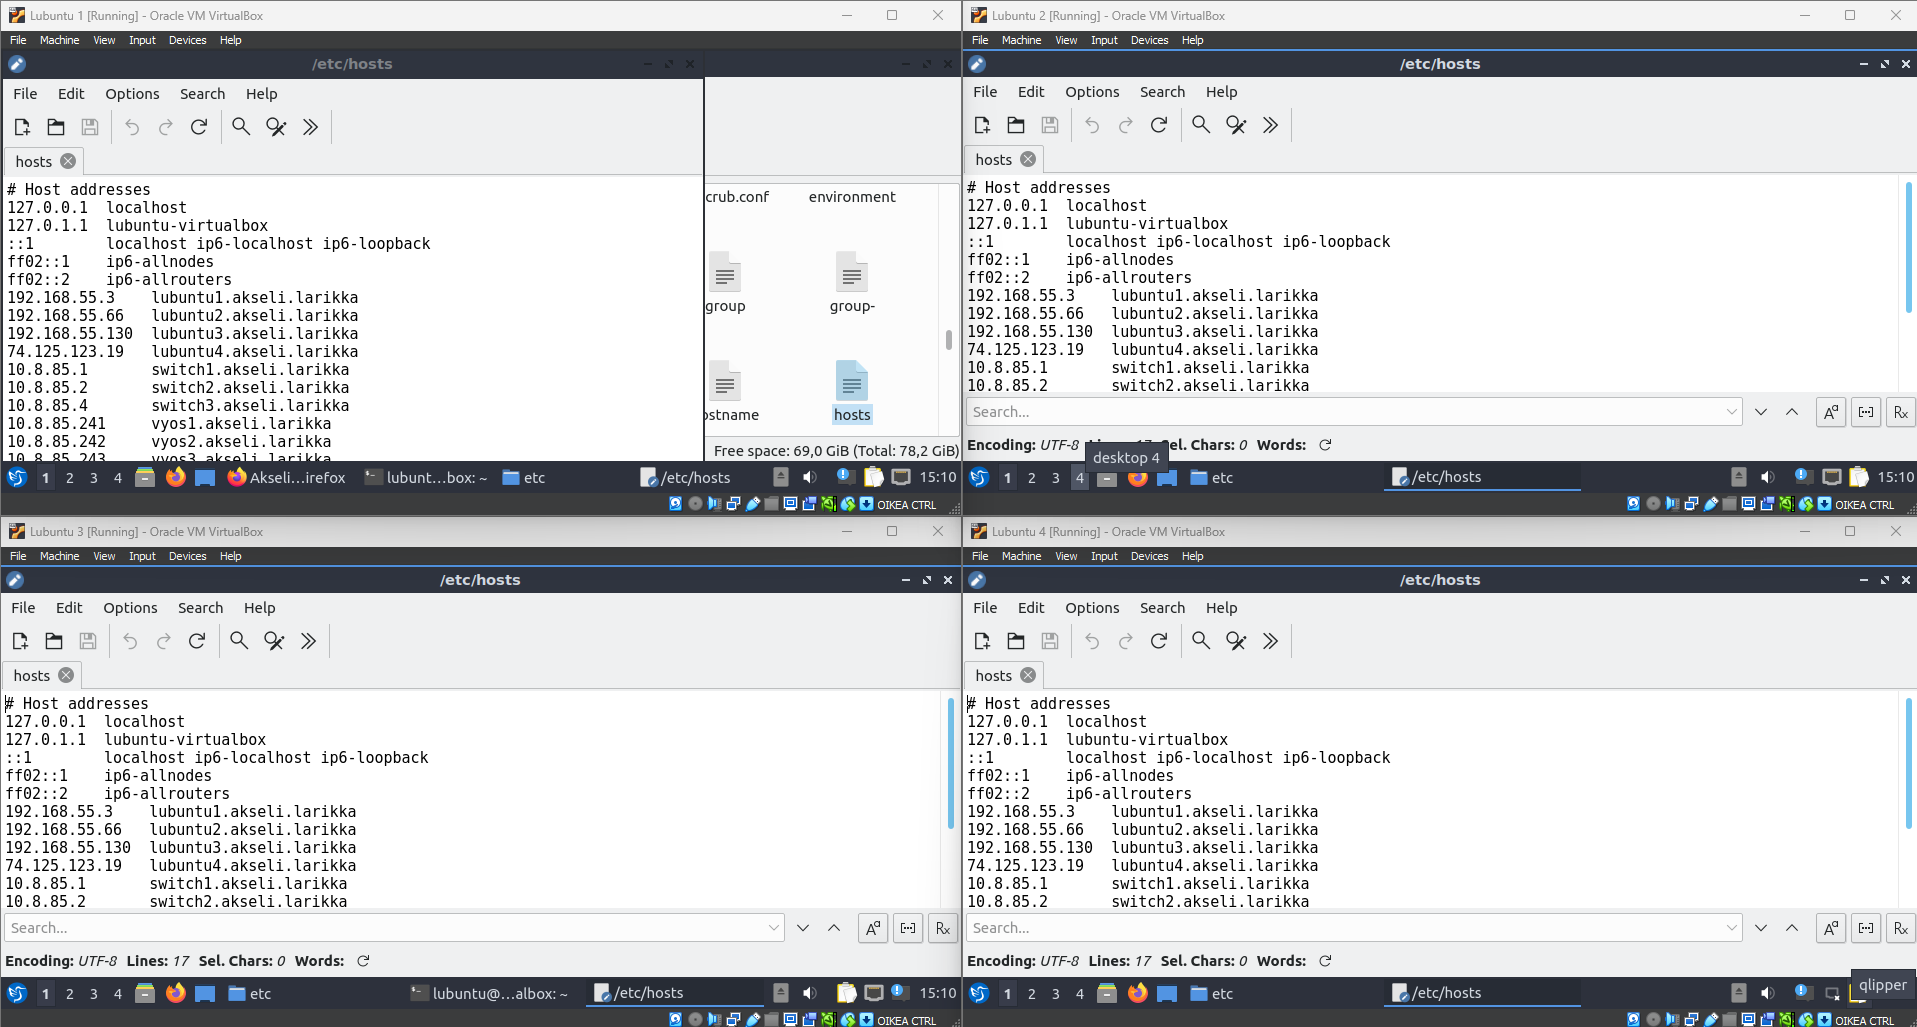 Lubuntu 1 [Running] - Oracle VM VirtualBox
File Machine View Input Devices Help
/etc/hosts
File Edit Options Search Help
hosts
# Host addresses
127.0.0.1 localhost
127.0.1.1 lubuntu-virtualbox
::1 localhost ip6-localhost ip6-loopback
ff02::1 ip6-allnodes
ff02::2 ip6-allrouters
192.168.55.3 lubuntu1.akseli.larikka
192.168.55.66 lubuntu2.akseli.larikka
192.168.55.130 lubuntu3.akseli.larikka
74.125.123.19 lubuntu4.akseli.larikka
10.8.85.1 switch1.akseli.larikka
10.8.85.2 switch2.akseli.larikka
10.8.85.4 switch3.akseli.larikka
10.8.85.241 vyos1.akseli.larikka
10.8.85.242 vyos2.akseli.larikka
10.8.85.243 vyos3.akseli.larikka
crub.conf environment
group group-
ostname hosts
Free space: 69,0 GiB (Total: 78,2 GiB)
1 2 3 4 Akseli...irefox lubunt...box: ~ etc /etc/hosts 15:10
OIKEA CTRL
Lubuntu 2 [Running] - Oracle VM VirtualBox
File Machine View Input Devices Help
/etc/hosts
File Edit Options Search Help
hosts
# Host addresses
127.0.0.1 localhost
127.0.1.1 lubuntu-virtualbox
::1 localhost ip6-localhost ip6-loopback
ff02::1 ip6-allnodes
ff02::2 ip6-allrouters
192.168.55.3 lubuntu1.akseli.larikka
192.168.55.66 lubuntu2.akseli.larikka
192.168.55.130 lubuntu3.akseli.larikka
74.125.123.19 lubuntu4.akseli.larikka
10.8.85.1 switch1.akseli.larikka
10.8.85.2 switch2.akseli.larikka
Search... Aª [··] Rx
Encoding: UTF-8 Sel. Chars: 0 Words:
desktop 4
1 2 3 4 etc /etc/hosts 15:10
OIKEA CTRL
Lubuntu 3 [Running] - Oracle VM VirtualBox
File Machine View Input Devices Help
/etc/hosts
File Edit Options Search Help
hosts
# Host addresses
127.0.0.1 localhost
127.0.1.1 lubuntu-virtualbox
::1 localhost ip6-localhost ip6-loopback
ff02::1 ip6-allnodes
ff02::2 ip6-allrouters
192.168.55.3 lubuntu1.akseli.larikka
192.168.55.66 lubuntu2.akseli.larikka
192.168.55.130 lubuntu3.akseli.larikka
74.125.123.19 lubuntu4.akseli.larikka
10.8.85.1 switch1.akseli.larikka
10.8.85.2 switch2.akseli.larikka
Search... Aª [··] Rx
Encoding: UTF-8 Lines: 17 Sel. Chars: 0 Words:
1 2 3 4 etc lubuntu@...albox: ~ /etc/hosts 15:10
OIKEA CTRL
Lubuntu 4 [Running] - Oracle VM VirtualBox
File Machine View Input Devices Help
/etc/hosts
File Edit Options Search Help
hosts
# Host addresses
127.0.0.1 localhost
127.0.1.1 lubuntu-virtualbox
::1 localhost ip6-localhost ip6-loopback
ff02::1 ip6-allnodes
ff02::2 ip6-allrouters
192.168.55.3 lubuntu1.akseli.larikka
192.168.55.66 lubuntu2.akseli.larikka
192.168.55.130 lubuntu3.akseli.larikka
74.125.123.19 lubuntu4.akseli.larikka
10.8.85.1 switch1.akseli.larikka
10.8.85.2 switch2.akseli.larikka
Search... Aª [··] Rx
Encoding: UTF-8 Lines: 17 Sel. Chars: 0 Words:
qlipper
1 2 3 4 etc /etc/hosts
OIKEA CTRL